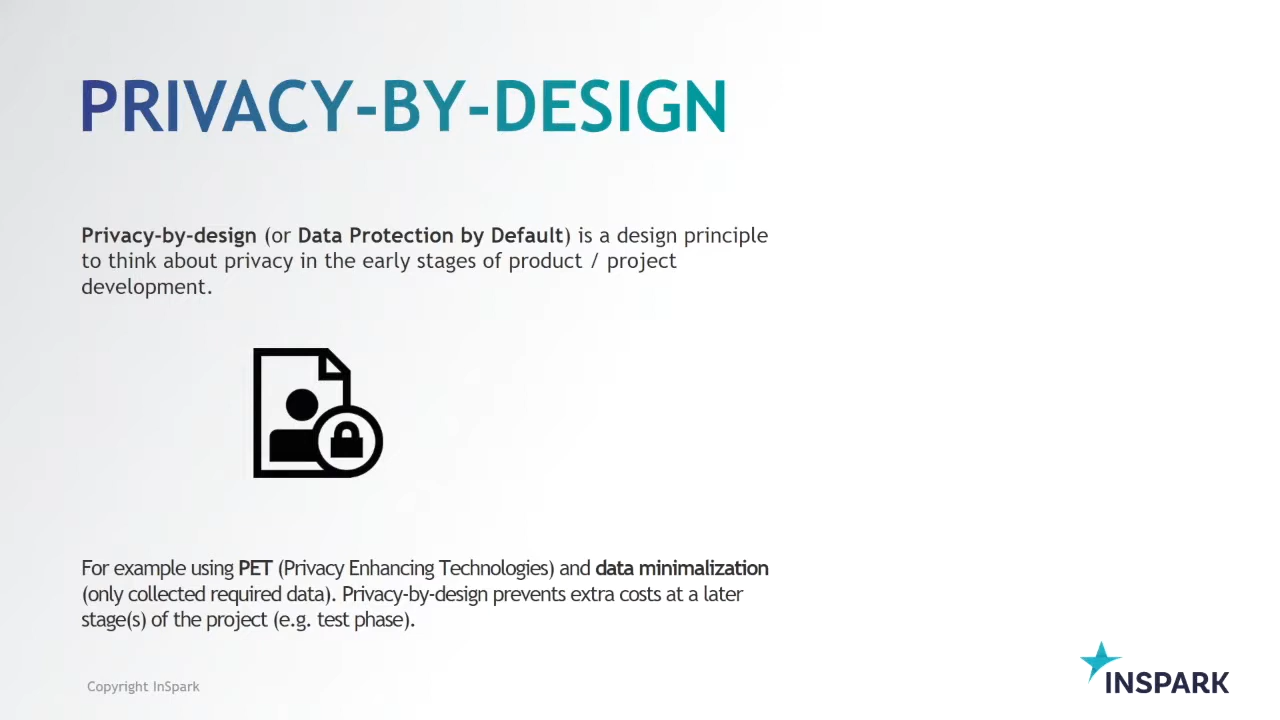 PRIVACY-BY-DESIGN
Privacy-by-design (or Data Protection by Default) is a design principle
to think about privacy in the early stages of product / project
development.
For example using PET (Privacy Enhancing Technologies) and data minimalization
(only collected required data). Privacy-by-design prevents extra costs at a later
stage(s) of the project (e.g. test phase).
Copyright InSpark
INSPARK